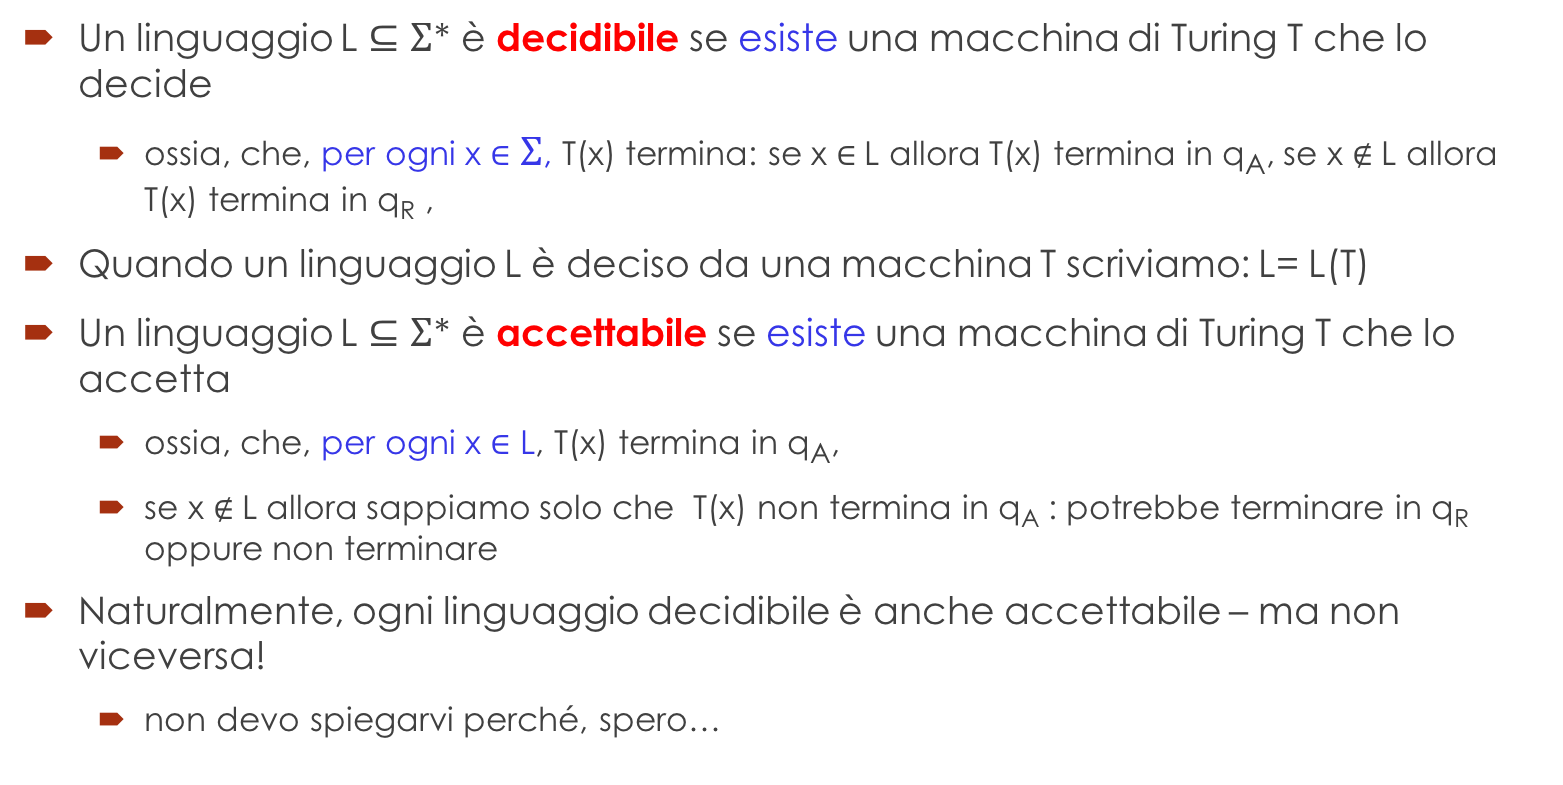 Un linguaggio L ⊆ Σ* è decidibile se esiste una macchina di Turing T che lo
decide
ossia, che, per ogni x ∈ Σ, T(x) termina: se x ∈ L allora T(x) termina in qA, se x ∉ L allora
T(x) termina in qR ,
Quando un linguaggio L è deciso da una macchina T scriviamo: L= L(T)
Un linguaggio L ⊆ Σ* è accettabile se esiste una macchina di Turing T che lo
accetta
ossia, che, per ogni x ∈ L, T(x) termina in qA,
se x ∉ L allora sappiamo solo che T(x) non termina in qA : potrebbe terminare in qR
oppure non terminare
Naturalmente, ogni linguaggio decidibile è anche accettabile – ma non
viceversa!
non devo spiegarvi perché, spero…